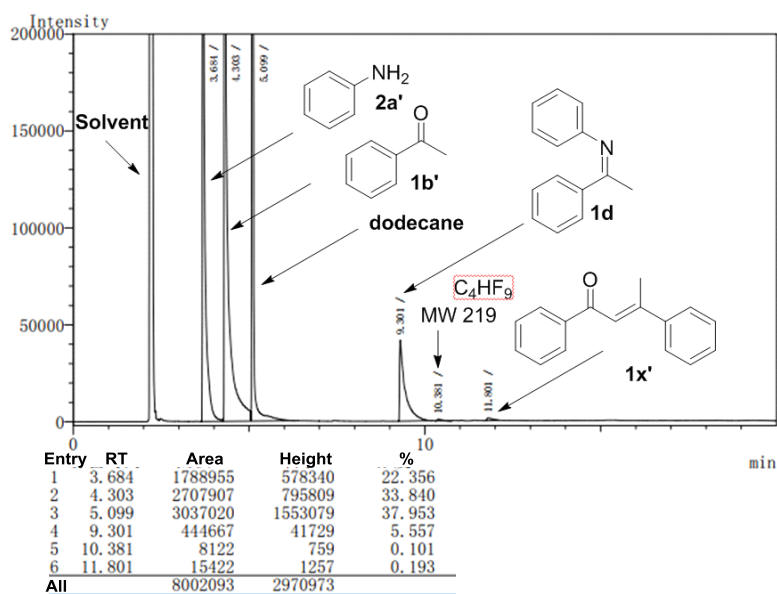 Intensity
200000
150000
100000
50000
0
0
10
min
3.684 /
4.303 /
5.099 /
9.301 /
10.381 /
11.801 /
Solvent
NH2
2a'
O
1b'
dodecane
N
1d
C4HF9
MW 219
O
1x'
Entry RT Area Height %
1 3.684 1788955 578340 22.356
2 4.303 2707907 795809 33.840
3 5.099 3037020 1553079 37.953
4 9.301 444667 41729 5.557
5 10.381 8122 759 0.101
6 11.801 15422 1257 0.193
All 8002093 2970973